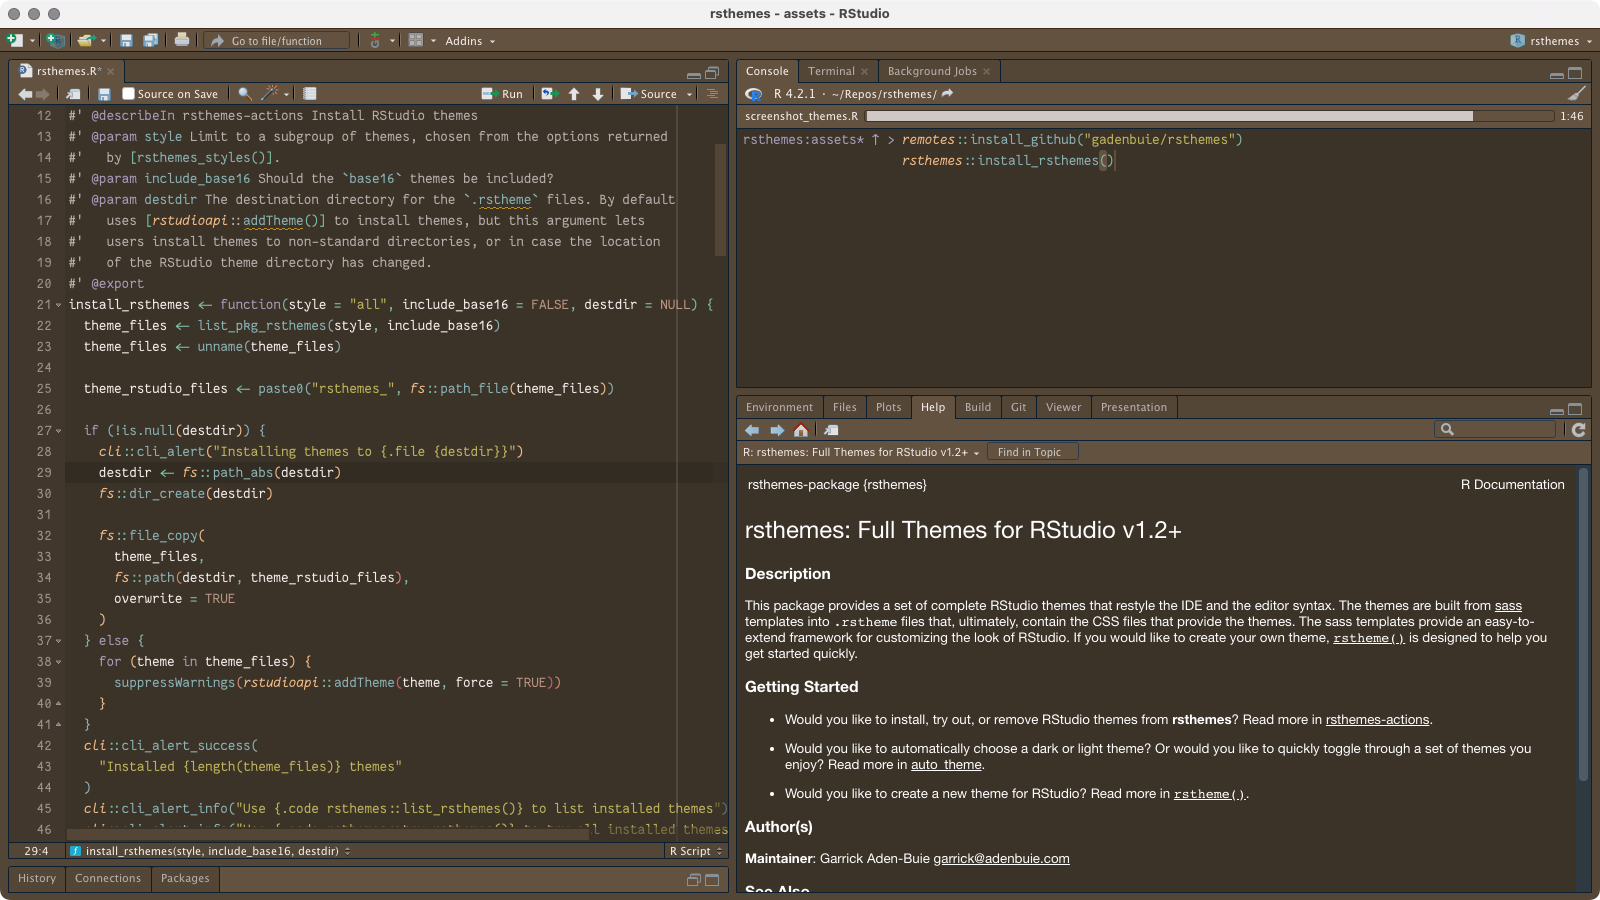 rsthemes - assets - RStudio
Go to file/function
Addins
rsthemes
rsthemes.R*
Source on Save
Run
Source
12 #' @describeIn rsthemes-actions Install RStudio themes
13 #' @param style Limit to a subgroup of themes, chosen from the options returned
14 #'   by [rsthemes_styles()].
15 #' @param include_base16 Should the `base16` themes be included?
16 #' @param destdir The destination directory for the `.rstheme` files. By default
17 #'   uses [rstudioapi::addTheme()] to install themes, but this argument lets
18 #'   users install themes to non-standard directories, or in case the location
19 #'   of the RStudio theme directory has changed.
20 #' @export
21 install_rsthemes <- function(style = "all", include_base16 = FALSE, destdir = NULL) {
22   theme_files <- list_pkg_rsthemes(style, include_base16)
23   theme_files <- unname(theme_files)
24
25   theme_rstudio_files <- paste0("rsthemes_", fs::path_file(theme_files))
26
27   if (!is.null(destdir)) {
28     cli::cli_alert("Installing themes to {.file {destdir}}")
29     destdir <- fs::path_abs(destdir)
30     fs::dir_create(destdir)
31
32     fs::file_copy(
33       theme_files,
34       fs::path(destdir, theme_rstudio_files),
35       overwrite = TRUE
36     )
37   } else {
38     for (theme in theme_files) {
39       suppressWarnings(rstudioapi::addTheme(theme, force = TRUE))
40     }
41   }
42   cli::cli_alert_success(
43     "Installed {length(theme_files)} themes"
44   )
45   cli::cli_alert_info("Use {.code rsthemes::list_rsthemes()} to list installed themes")
46   all installed themes
29:4 install_rsthemes(style, include_base16, destdir) R Script
History Connections Packages
Console Terminal Background Jobs
R 4.2.1 · ~/Repos/rsthemes/
screenshot_themes.R 1:46
rsthemes:assets* ↑ > remotes::install_github("gadenbuie/rsthemes")
rsthemes::install_rsthemes()
Environment Files Plots Help Build Git Viewer Presentation
R: rsthemes: Full Themes for RStudio v1.2+ Find in Topic
rsthemes-package {rsthemes} R Documentation
rsthemes: Full Themes for RStudio v1.2+
Description
This package provides a set of complete RStudio themes that restyle the IDE and the editor syntax. The themes are built from sass
templates into .rstheme files that, ultimately, contain the CSS files that provide the themes. The sass templates provide an easy-to-
extend framework for customizing the look of RStudio. If you would like to create your own theme, rstheme() is designed to help you
get started quickly.
Getting Started
• Would you like to install, try out, or remove RStudio themes from rsthemes? Read more in rsthemes-actions.
• Would you like to automatically choose a dark or light theme? Or would you like to quickly toggle through a set of themes you
enjoy? Read more in auto_theme.
• Would you like to create a new theme for RStudio? Read more in rstheme().
Author(s)
Maintainer: Garrick Aden-Buie garrick@adenbuie.com
See Also